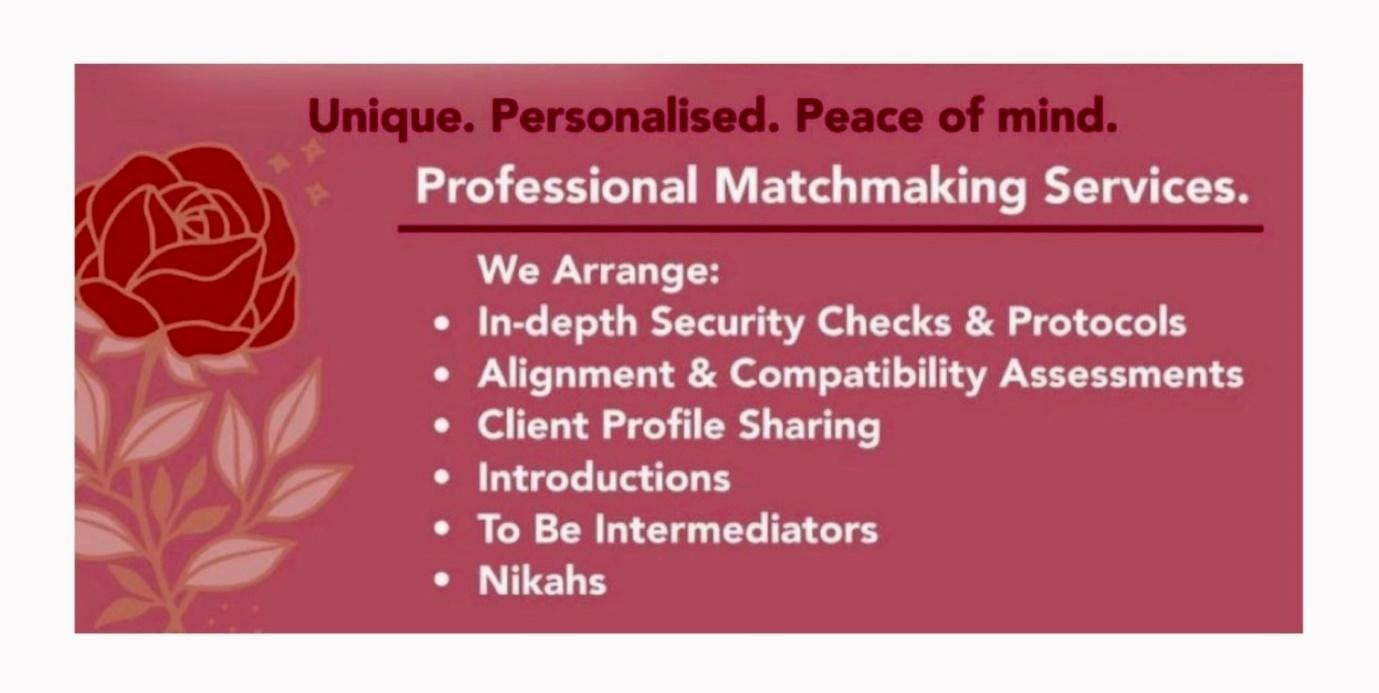 Unique. Personalised. Peace of mind.
Professional Matchmaking Services.
We Arrange:
• In-depth Security Checks & Protocols
• Alignment & Compatibility Assessments
• Client Profile Sharing
• Introductions
• To Be Intermediators
• Nikahs